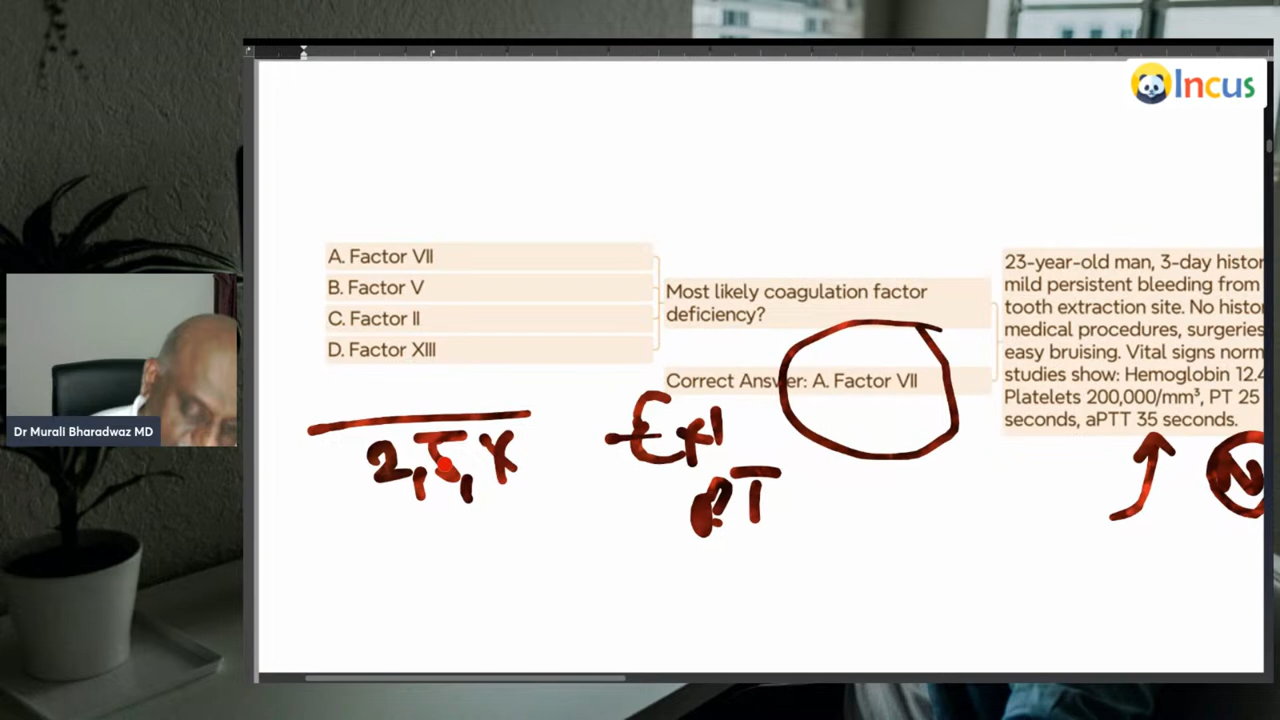 Incus
A. Factor VII
B. Factor V
C. Factor II
D. Factor XIII
Most likely coagulation factor
deficiency?
Correct Answer: A. Factor VII
23-year-old man, 3-day histor
mild persistent bleeding from
tooth extraction site. No histo
medical procedures, surgeries
easy bruising. Vital signs norm
studies show: Hemoglobin 12.4
Platelets 200,000/mm³, PT 25
seconds, aPTT 35 seconds.
2, 5, X
Ext
PT
N
Dr Murali Bharadwaz MD